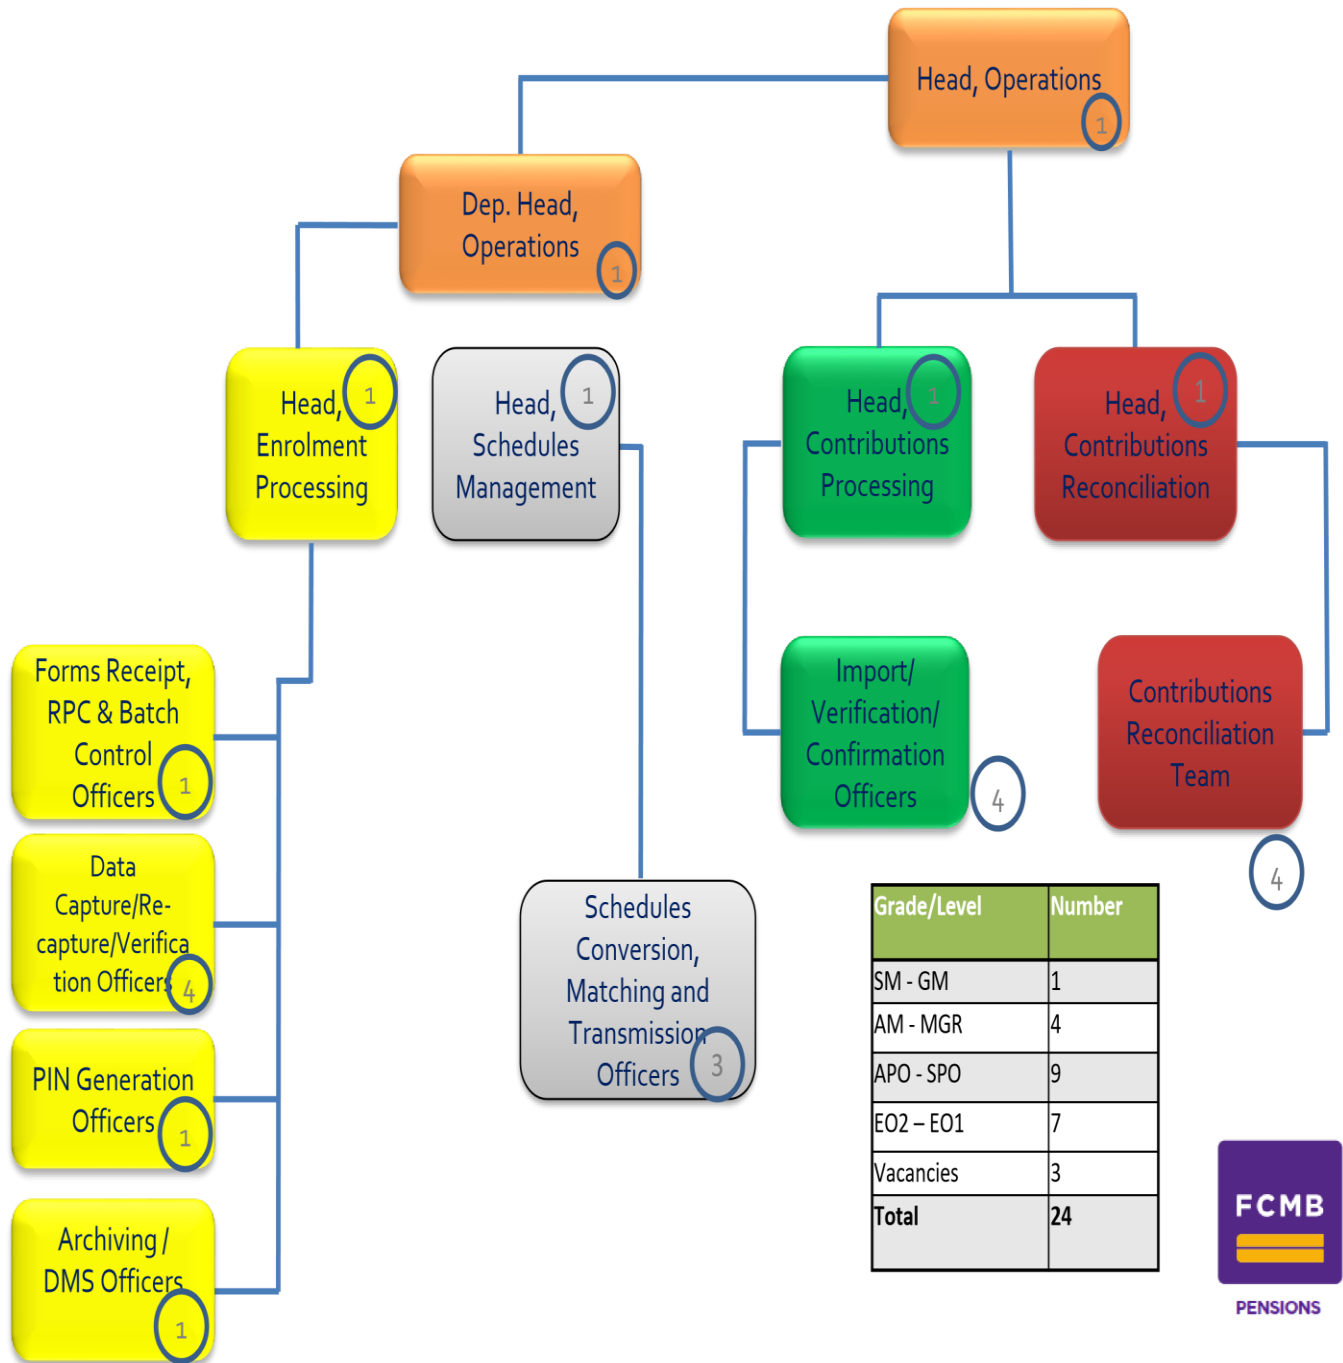 Head, Operations
1
Dep. Head,
Operations
1
Head,
Enrolment
Processing
1
Head,
Schedules
Management
1
Head,
Contributions
Processing
1
Head,
Contributions
Reconciliation
1
Forms Receipt,
RPC & Batch
Control
Officers
1
Data
Capture/Re-
capture/Verifica
tion Officers
4
PIN Generation
Officers
1
Archiving /
DMS Officers
1
Schedules
Conversion,
Matching and
Transmission
Officers
3
Import/
Verification/
Confirmation
Officers
4
Contributions
Reconciliation
Team
4
Grade/Level Number
SM - GM 1
AM - MGR 4
APO - SPO 9
EO2 – EO1 7
Vacancies 3
Total 24
FCMB
PENSIONS